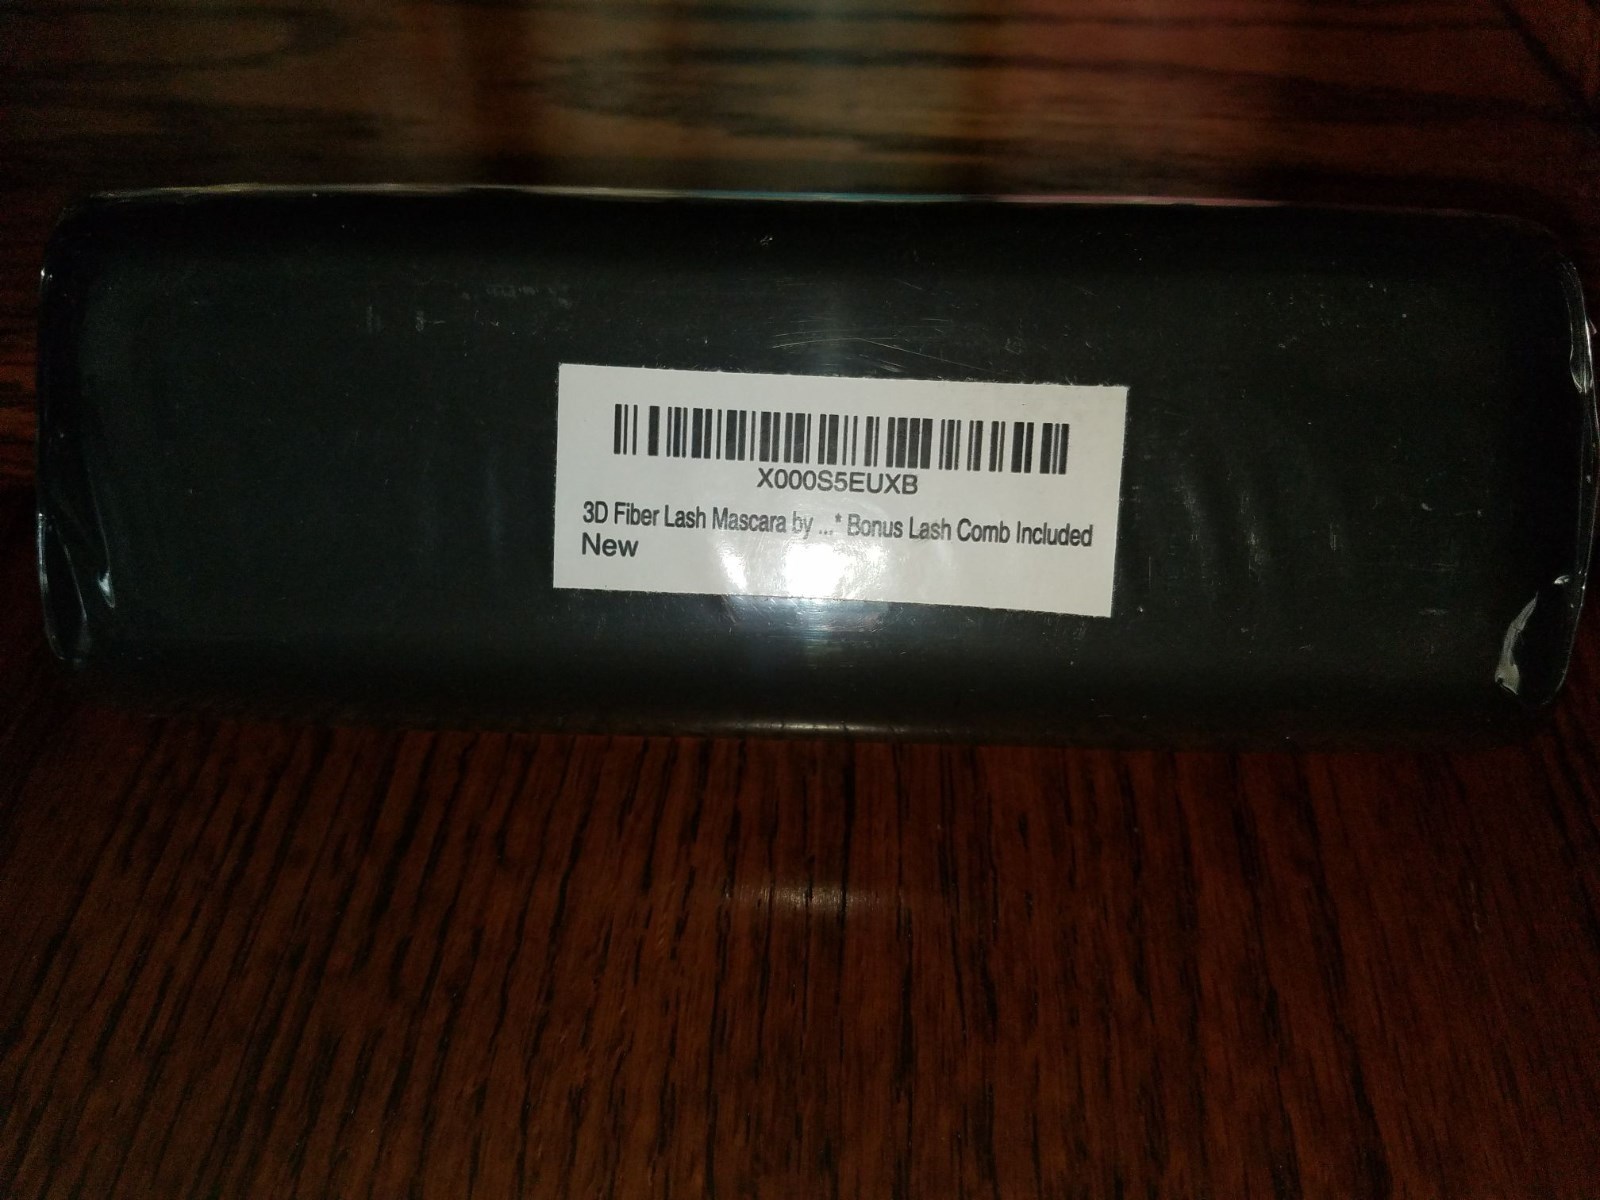 X000S5EUXB
3D Fiber Lash Mascara by ...* Bonus Lash Comb Included
New